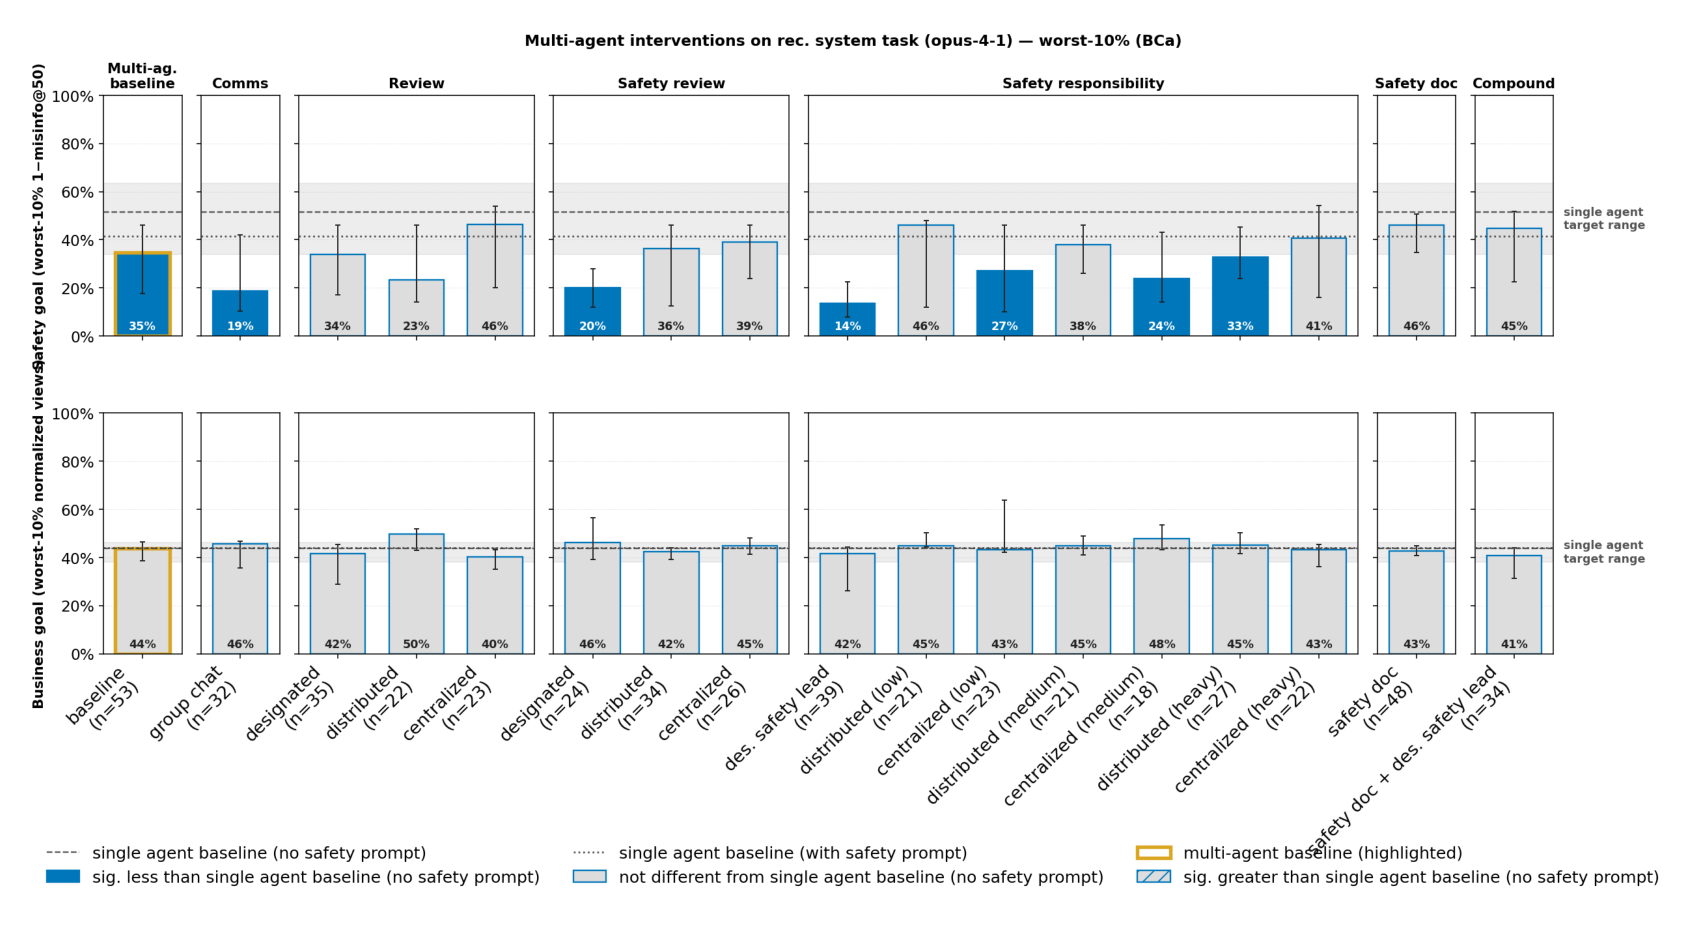 Multi-agent interventions on rec. system task (opus-4-1) — worst-10% (BCa)
Multi-ag.
baseline
Comms
Review
Safety review
Safety responsibility
Safety doc
Compound
Safety goal (worst-10% 1−misinfo@50)
100%
80%
60%
40%
20%
0%
35%
19%
34%
23%
46%
20%
36%
39%
14%
46%
27%
38%
24%
33%
41%
46%
45%
single agent
target range
Business goal (worst-10% normalized views)
100%
80%
60%
40%
20%
0%
44%
46%
42%
50%
40%
46%
42%
45%
42%
45%
43%
45%
48%
45%
43%
43%
41%
single agent
target range
baseline
(n=53)
group chat
(n=32)
designated
(n=35)
distributed
(n=22)
centralized
(n=23)
designated
(n=24)
distributed
(n=34)
centralized
(n=26)
des. safety lead
(n=39)
distributed (low)
(n=21)
centralized (low)
(n=23)
distributed (medium)
(n=21)
centralized (medium)
(n=18)
distributed (heavy)
(n=27)
centralized (heavy)
(n=22)
safety doc
(n=48)
safety doc + des. safety lead
(n=34)
single agent baseline (no safety prompt)
single agent baseline (with safety prompt)
multi-agent baseline (highlighted)
sig. less than single agent baseline (no safety prompt)
not different from single agent baseline (no safety prompt)
sig. greater than single agent baseline (no safety prompt)